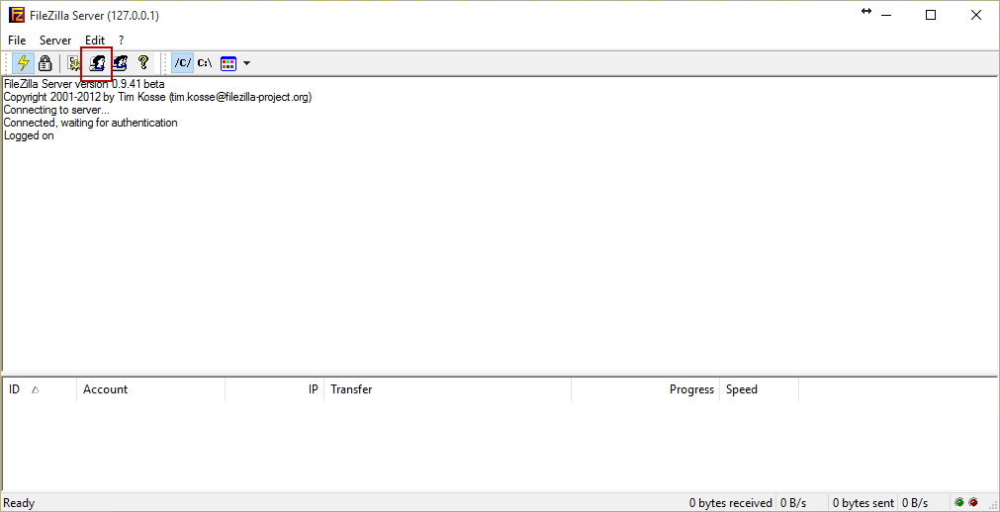 FileZilla Server (127.0.0.1)
File Server Edit ?
/C/ C:\
FileZilla Server version 0.9.41 beta
Copyright 2001-2012 by Tim Kosse (tim.kosse@filezilla-project.org)
Connecting to server...
Connected, waiting for authentication
Logged on
ID Account IP Transfer Progress Speed
Ready 0 bytes received 0 B/s 0 bytes sent 0 B/s